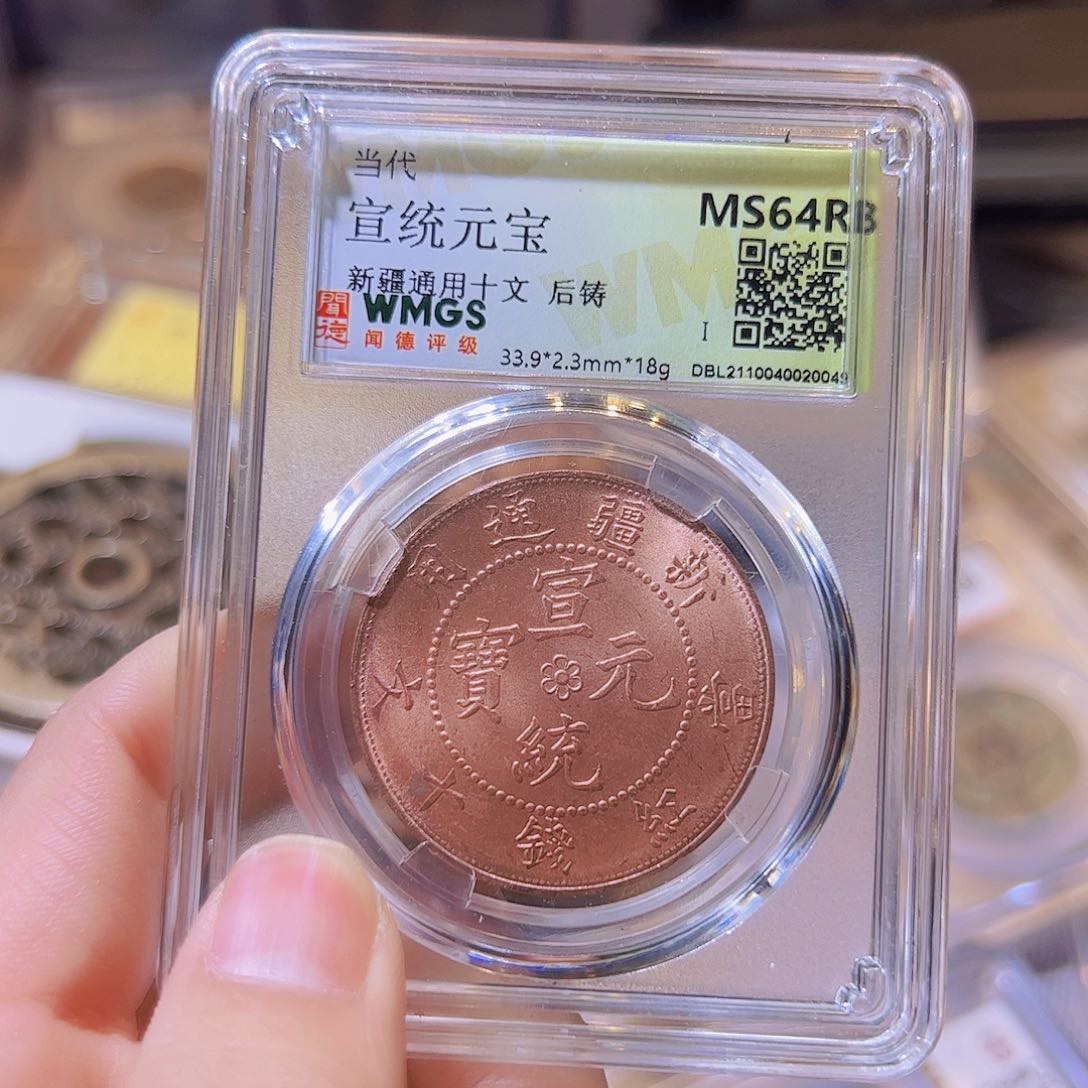 当代
宣统元宝
MS64RB
新疆通用十文 后铸
聞德
WMGS
闻德评级
I
33.9*2.3mm*18g
DBL2110040020049
新疆通用
宣元統寶
當紅錢十文